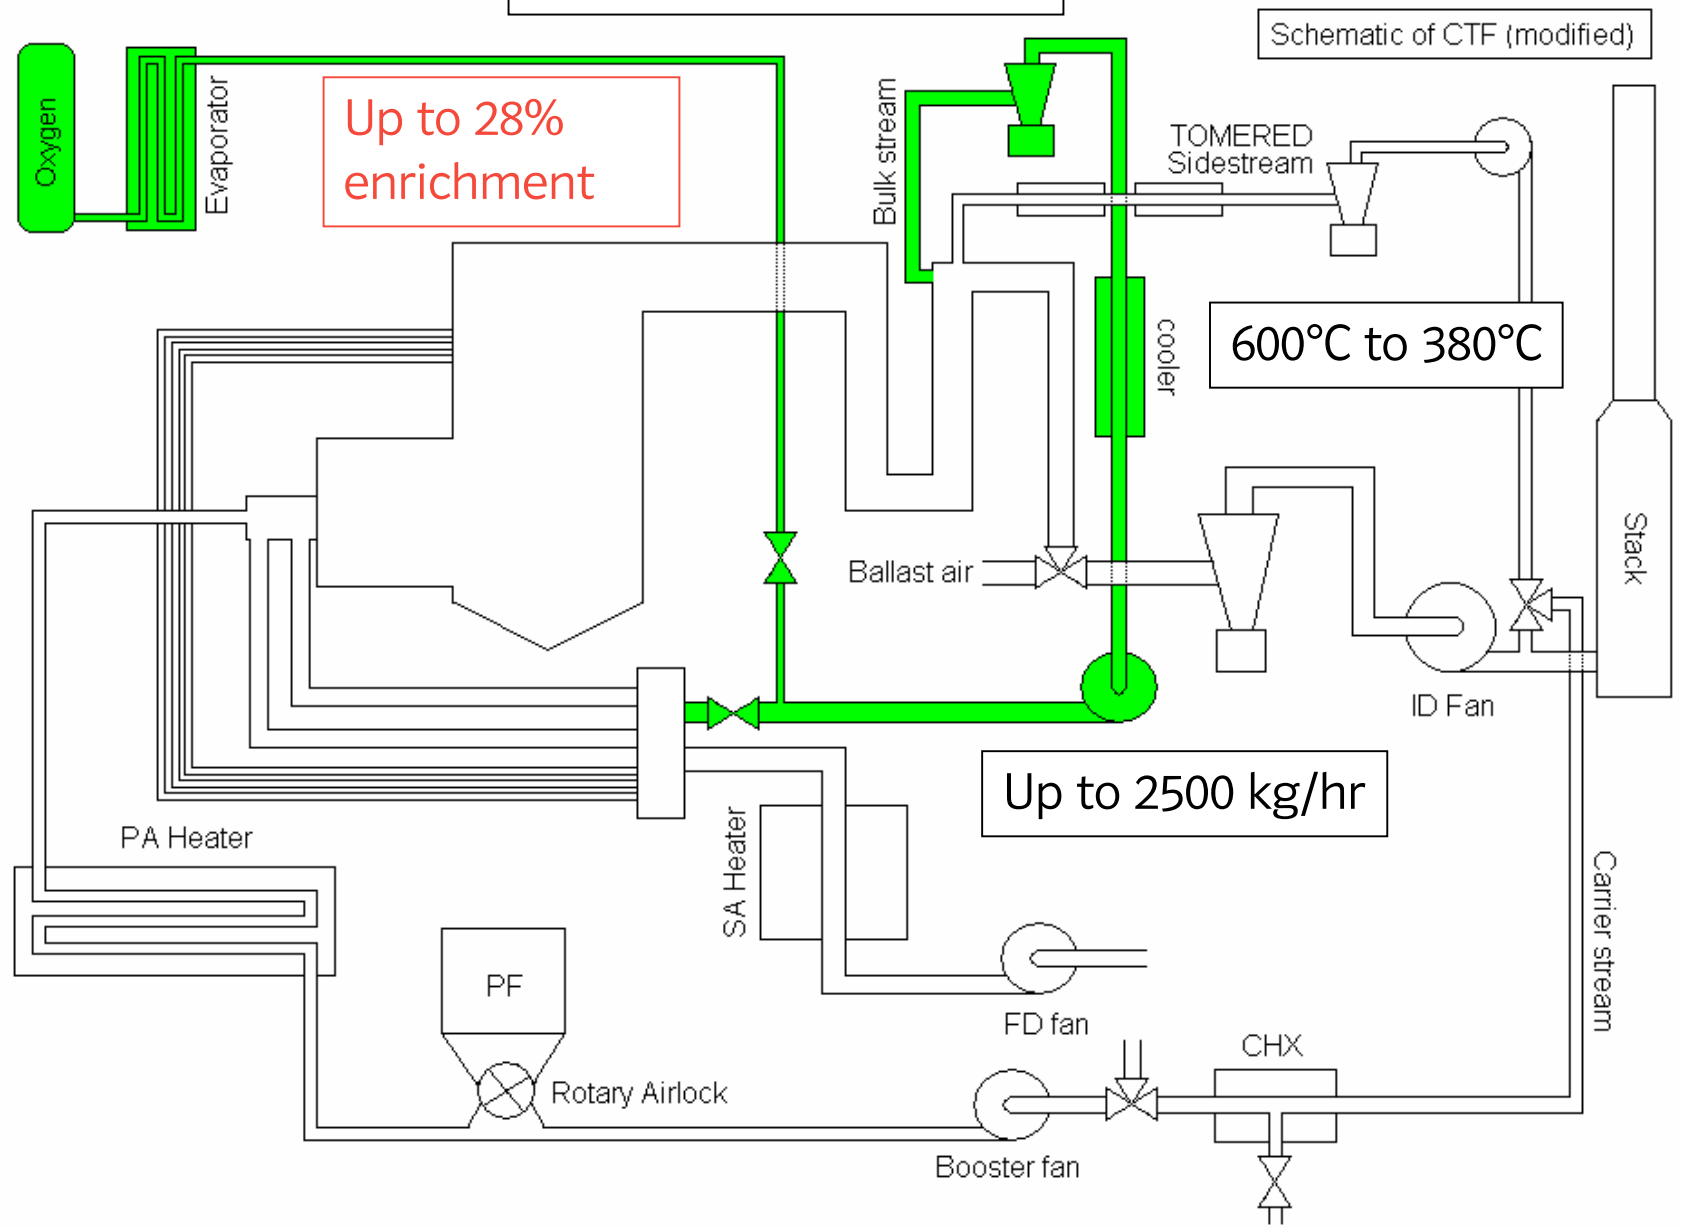 Schematic of CTF (modified)
Oxygen
Evaporator
Up to 28%
enrichment
Bulk stream
TOMERED
Sidestream
600°C to 380°C
cooler
Ballast air
Stack
ID Fan
Up to 2500 kg/hr
PA Heater
SA Heater
Carrier stream
PF
FD fan
CHX
Rotary Airlock
Booster fan